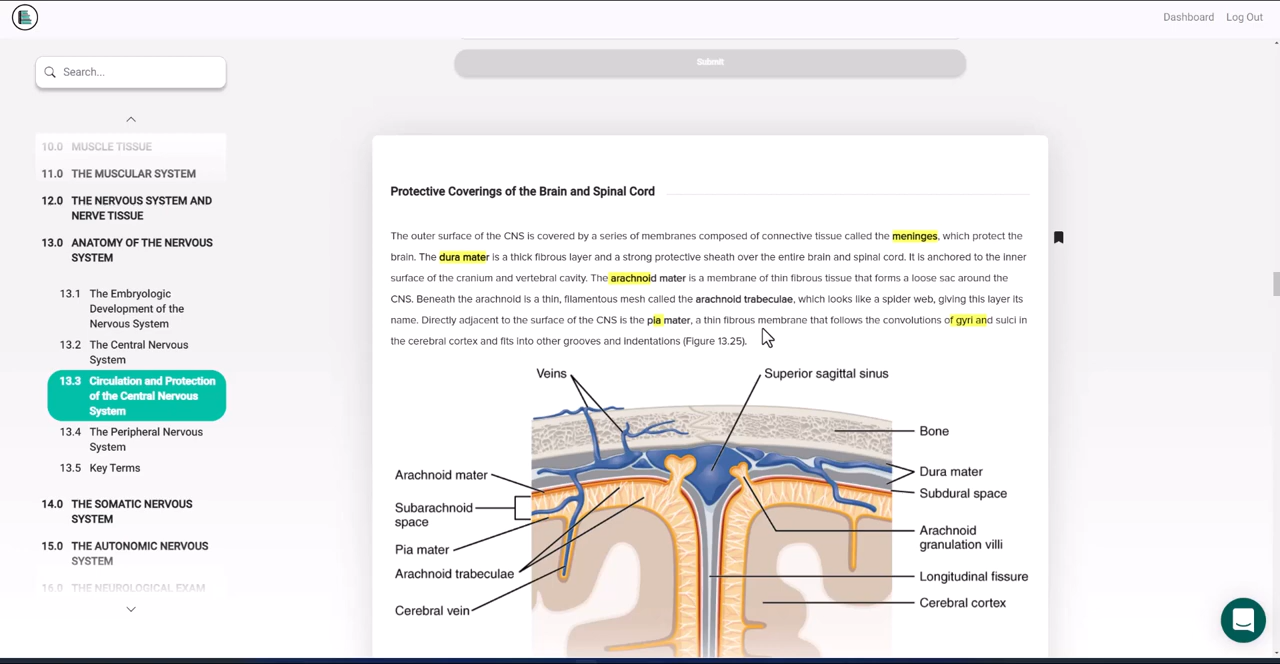 Dashboard Log Out
Search...
Submit
10.0 MUSCLE TISSUE
11.0 THE MUSCULAR SYSTEM
12.0 THE NERVOUS SYSTEM AND
NERVE TISSUE
13.0 ANATOMY OF THE NERVOUS
SYSTEM
13.1 The Embryologic
Development of the
Nervous System
13.2 The Central Nervous
System
13.3 Circulation and Protection
of the Central Nervous
System
13.4 The Peripheral Nervous
System
13.5 Key Terms
14.0 THE SOMATIC NERVOUS
SYSTEM
15.0 THE AUTONOMIC NERVOUS
SYSTEM
16.0 THE NEUROLOGICAL EXAM
Protective Coverings of the Brain and Spinal Cord
The outer surface of the CNS is covered by a series of membranes composed of connective tissue called the meninges, which protect the
brain. The dura mater is a thick fibrous layer and a strong protective sheath over the entire brain and spinal cord. It is anchored to the inner
surface of the cranium and vertebral cavity. The arachnoid mater is a membrane of thin fibrous tissue that forms a loose sac around the
CNS. Beneath the arachnoid is a thin, filamentous mesh called the arachnoid trabeculae, which looks like a spider web, giving this layer its
name. Directly adjacent to the surface of the CNS is the pia mater, a thin fibrous membrane that follows the convolutions of gyri and sulci in
the cerebral cortex and fits into other grooves and indentations (Figure 13.25).
Veins
Superior sagittal sinus
Bone
Arachnoid mater
Dura mater
Subdural space
Subarachnoid
space
Arachnoid
granulation villi
Pia mater
Arachnoid trabeculae
Longitudinal fissure
Cerebral vein
Cerebral cortex